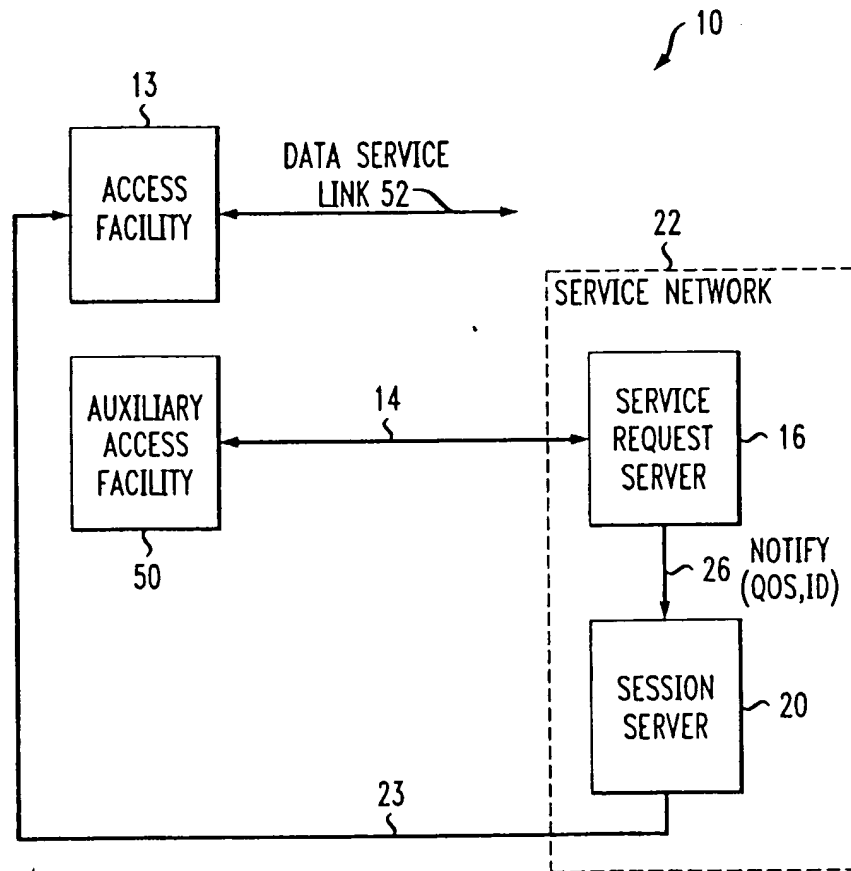 10
13
ACCESS
FACILITY
DATA SERVICE
LINK 52
22
SERVICE NETWORK
AUXILIARY
ACCESS
FACILITY
50
14
SERVICE
REQUEST
SERVER
16
26
NOTIFY
(QOS,ID)
SESSION
SERVER
20
23